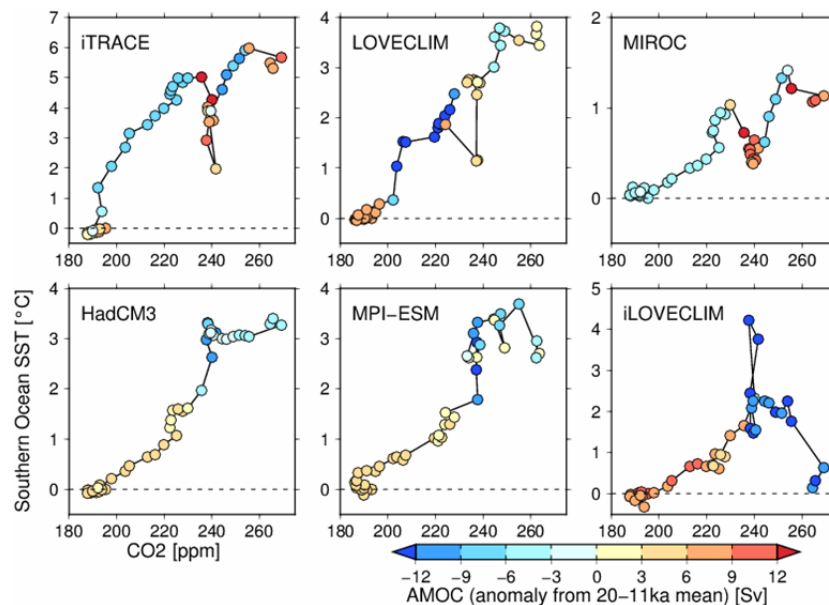 iTRACE
7
6
5
4
3
2
1
0
180 200 220 240 260
LOVECLIM
4
3
2
1
0
180 200 220 240 260
MIROC
2
1
0
180 200 220 240 260
Southern Ocean SST [°C]
HadCM3
4
3
2
1
0
180 200 220 240 260
CO2 [ppm]
MPI-ESM
4
3
2
1
0
180 200 220 240 260
iLOVECLIM
5
4
3
2
1
0
180 200 220 240 260
-12 -9 -6 -3 0 3 6 9 12
AMOC (anomaly from 20-11ka mean) [Sv]